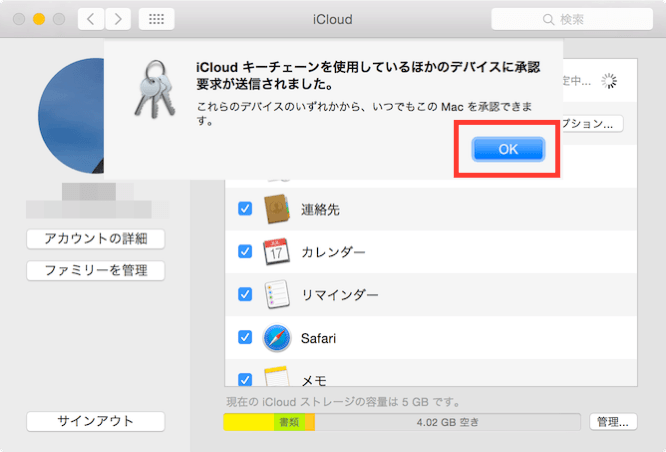 iCloud
検索
iCloud キーチェーンを使用しているほかのデバイスに承認
要求が送信されました。
これらのデバイスのいずれかから、いつでもこの Mac を承認できま
す。
OK
定中...
プション...
アカウントの詳細
ファミリーを管理
サインアウト
連絡先
カレンダー
17
リマインダー
Safari
メモ
現在の iCloud ストレージの容量は 5 GB です。
書類
4.02 GB 空き
管理...